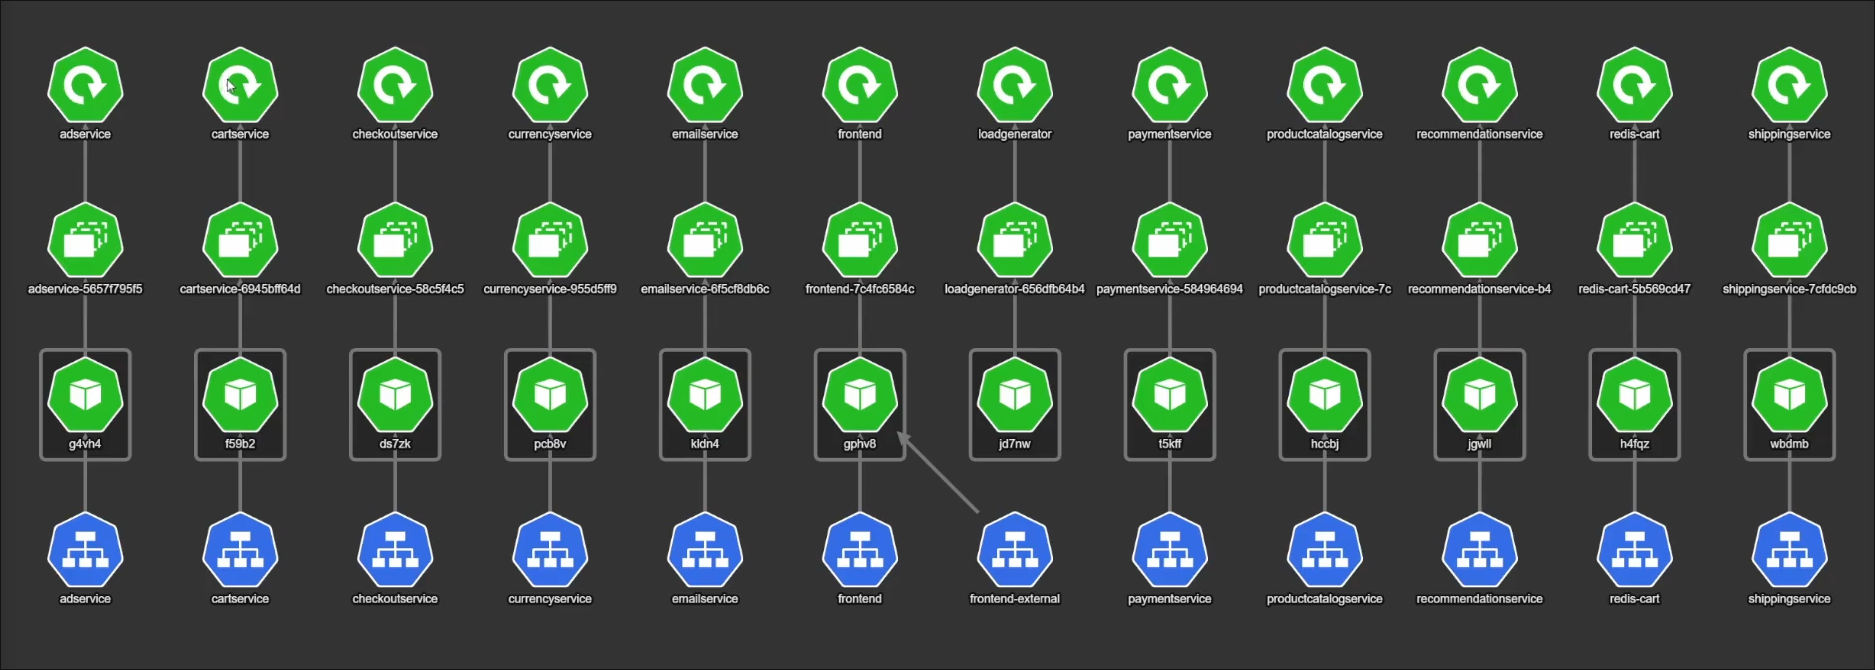 adservice cartservice checkoutservice currencyservice emailservice frontend loadgenerator paymentservice productcatalogservice recommendationservice redis-cart shippingservice
adservice-5657f795f5 cartservice-6945bff64d checkoutservice-58c5f4c5 currencyservice-955d5ff9 emailservice-6f5cf8db6c frontend-7c4fc6584c loadgenerator-656dfb64b4 paymentservice-584964694 productcatalogservice-7c recommendationservice-b4 redis-cart-5b569cd47 shippingservice-7cfdc9cb
g4vh4 f59b2 ds7zk pcb8v kldn4 gphv8 jd7nw t5kff hccbj jgwll h4fqz wbdmb
adservice cartservice checkoutservice currencyservice emailservice frontend frontend-external paymentservice productcatalogservice recommendationservice redis-cart shippingservice